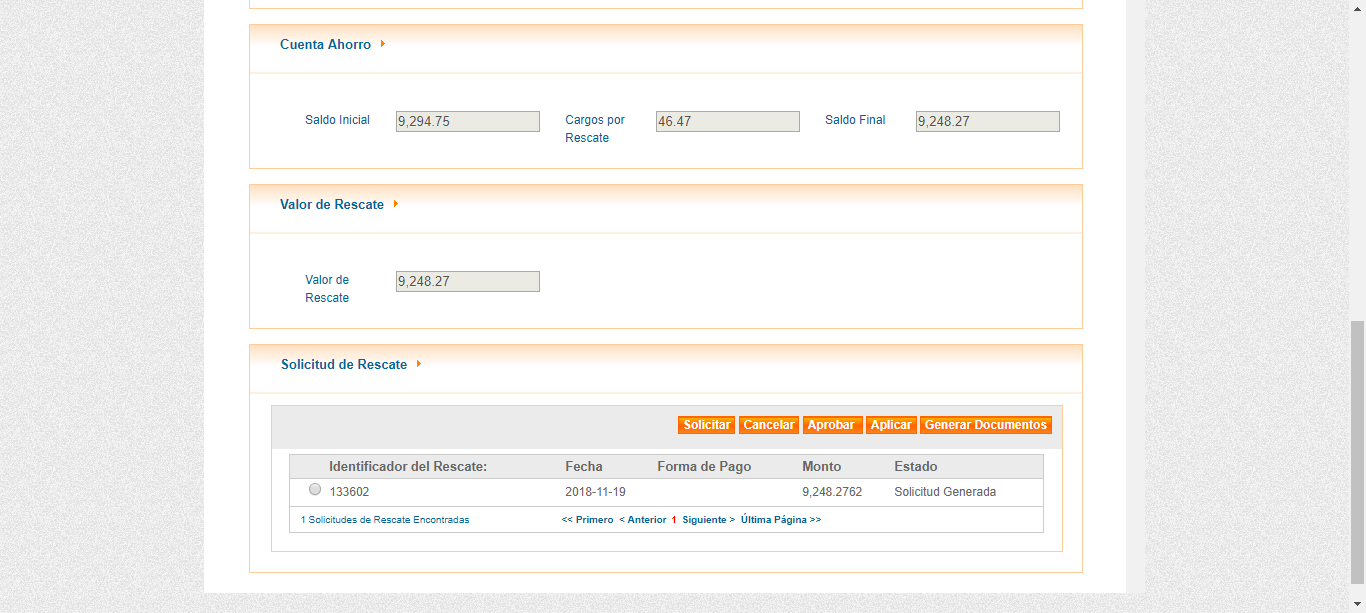 Cuenta Ahorro
Saldo Inicial 9,294.75 Cargos por Rescate 46.47 Saldo Final 9,248.27
Valor de Rescate
Valor de Rescate 9,248.27
Solicitud de Rescate
Solicitar Cancelar Aprobar Aplicar Generar Documentos
Identificador del Rescate: Fecha Forma de Pago Monto Estado
133602 2018-11-19 9,248.2762 Solicitud Generada
1 Solicitudes de Rescate Encontradas << Primero < Anterior 1 Siguiente > Última Página >>